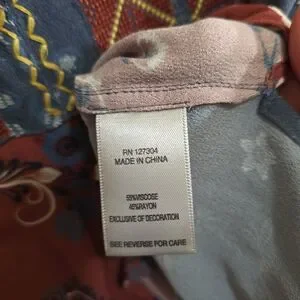 RN 127304
MADE IN CHINA
55%VISCOSE
45%RAYON
EXCLUSIVE OF DECORATION
SEE REVERSE FOR CARE